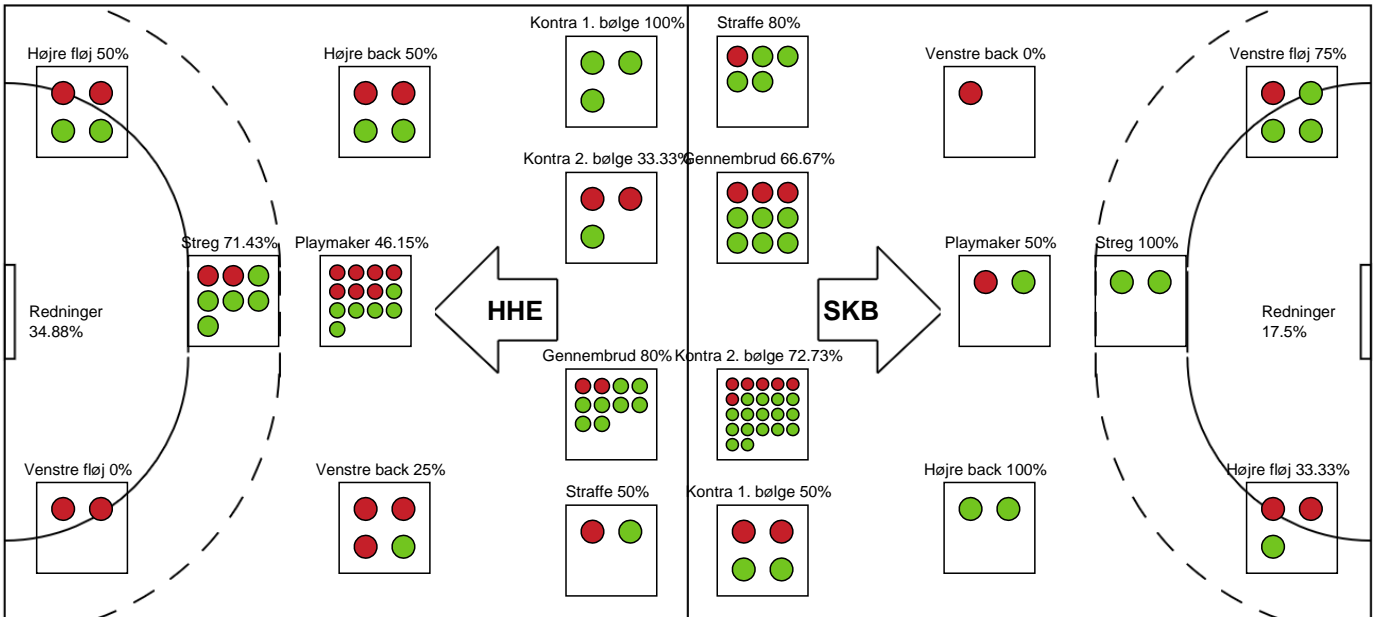 Kontra 1. bølge 100%
Straffe 80%
Højre fløj 50%
Højre back 50%
Venstre back 0%
Venstre fløj 75%
Kontra 2. bølge 33.33%
Gennembrud 66.67%
Streg 71.43%
Playmaker 46.15%
Playmaker 50%
Streg 100%
Redninger
34.88%
HHE
SKB
Redninger
17.5%
Gennembrud 80%
Kontra 2. bølge 72.73%
Venstre fløj 0%
Venstre back 25%
Højre back 100%
Højre fløj 33.33%
Straffe 50%
Kontra 1. bølge 50%